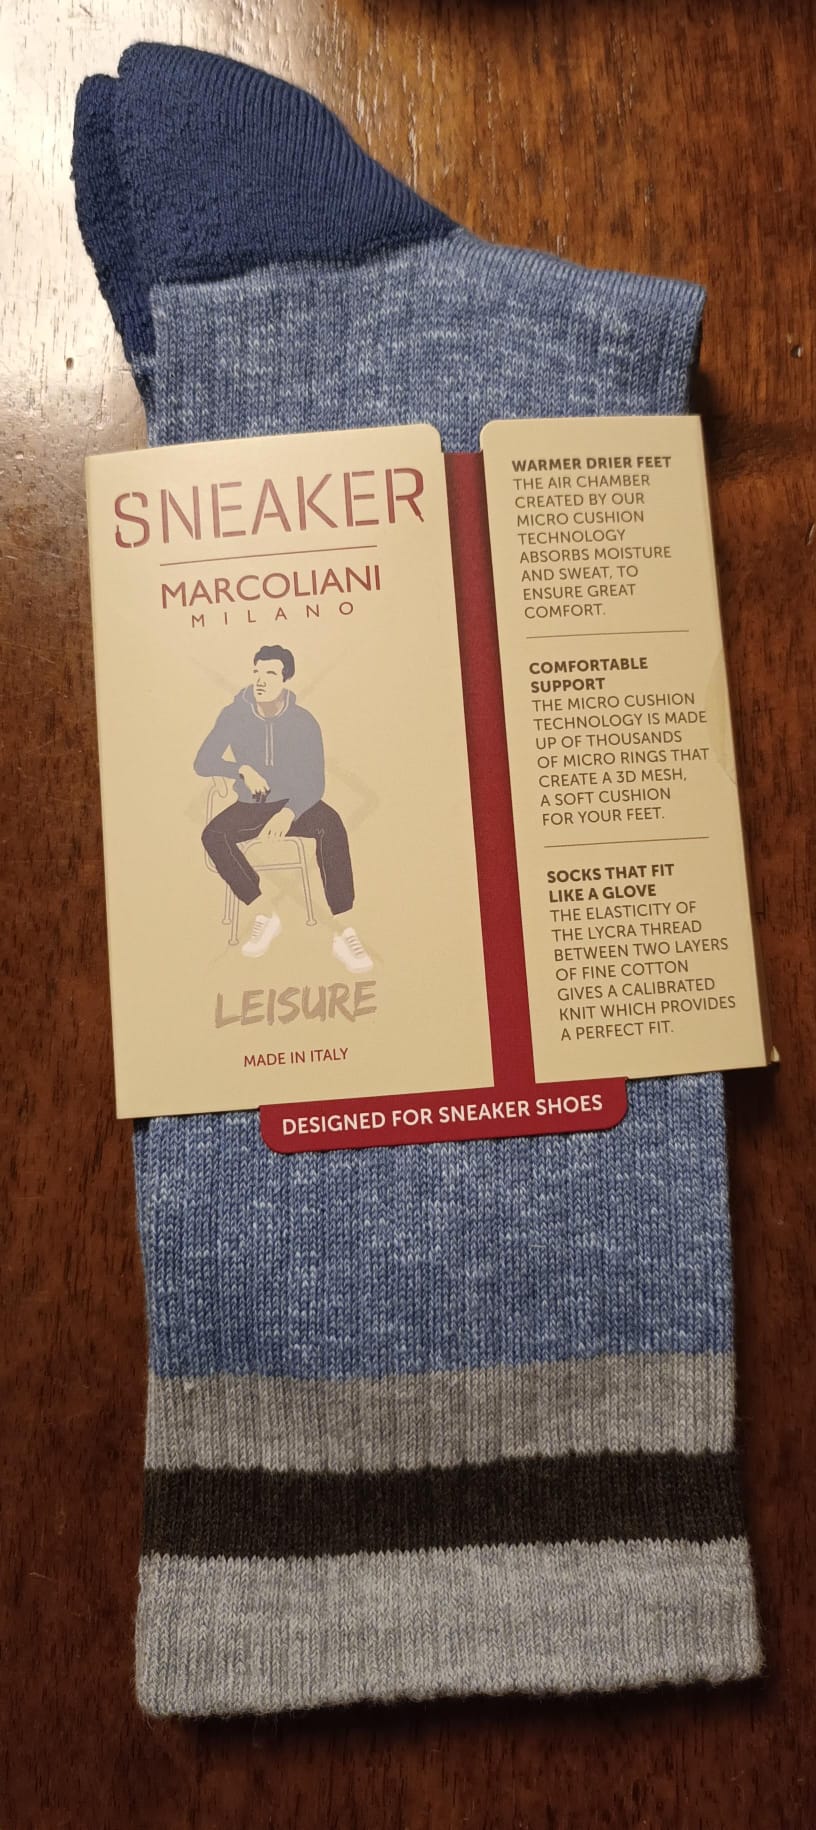 SNEAKER
MARCOLIANI
MILANO
LEISURE
MADE IN ITALY
DESIGNED FOR SNEAKER SHOES
WARMER DRIER FEET
THE AIR CHAMBER
CREATED BY OUR
MICRO CUSHION
TECHNOLOGY
ABSORBS MOISTURE
AND SWEAT, TO
ENSURE GREAT
COMFORT.
COMFORTABLE
SUPPORT
THE MICRO CUSHION
TECHNOLOGY IS MADE
UP OF THOUSANDS
OF MICRO RINGS THAT
CREATE A 3D MESH,
A SOFT CUSHION
FOR YOUR FEET.
SOCKS THAT FIT
LIKE A GLOVE
THE ELASTICITY OF
THE LYCRA THREAD
BETWEEN TWO LAYERS
OF FINE COTTON
GIVES A CALIBRATED
KNIT WHICH PROVIDES
A PERFECT FIT.